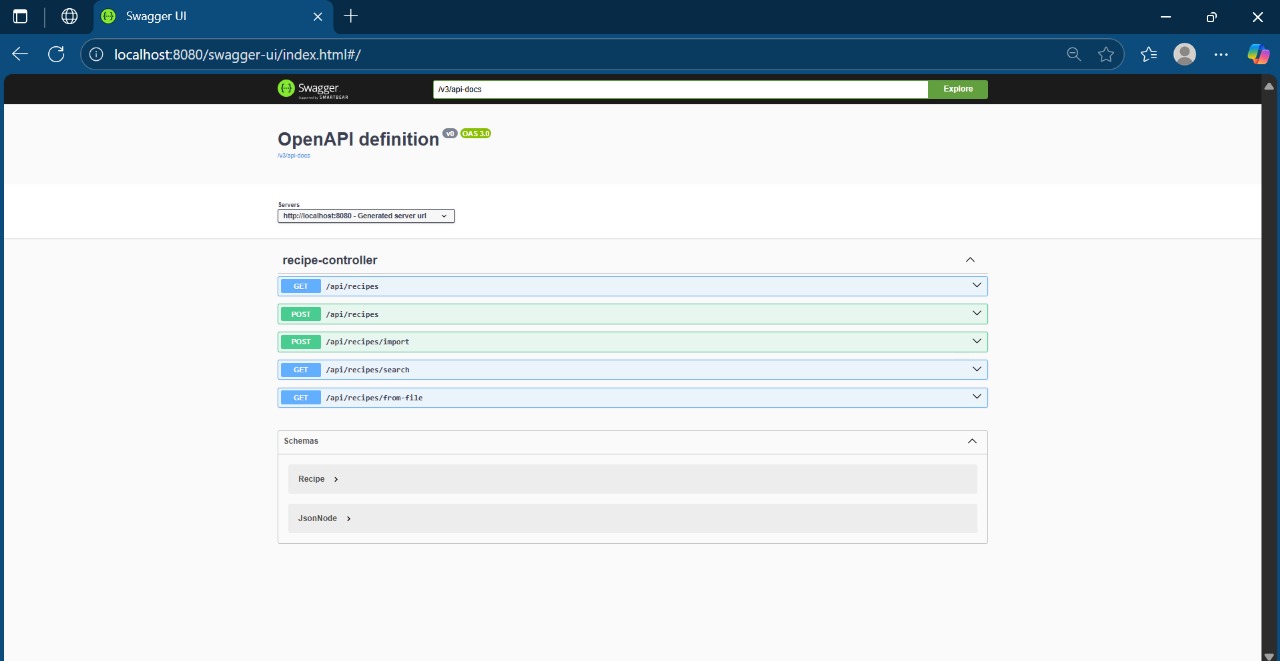 Swagger UI
localhost:8080/swagger-ui/index.html#/
Swagger
Supported by SMARTBEAR
/v3/api-docs
Explore
OpenAPI definition v0 OAS 3.0
/v3/api-docs
Servers
http://localhost:8080 - Generated server url
recipe-controller
GET /api/recipes
POST /api/recipes
POST /api/recipes/import
GET /api/recipes/search
GET /api/recipes/from-file
Schemas
Recipe
JsonNode